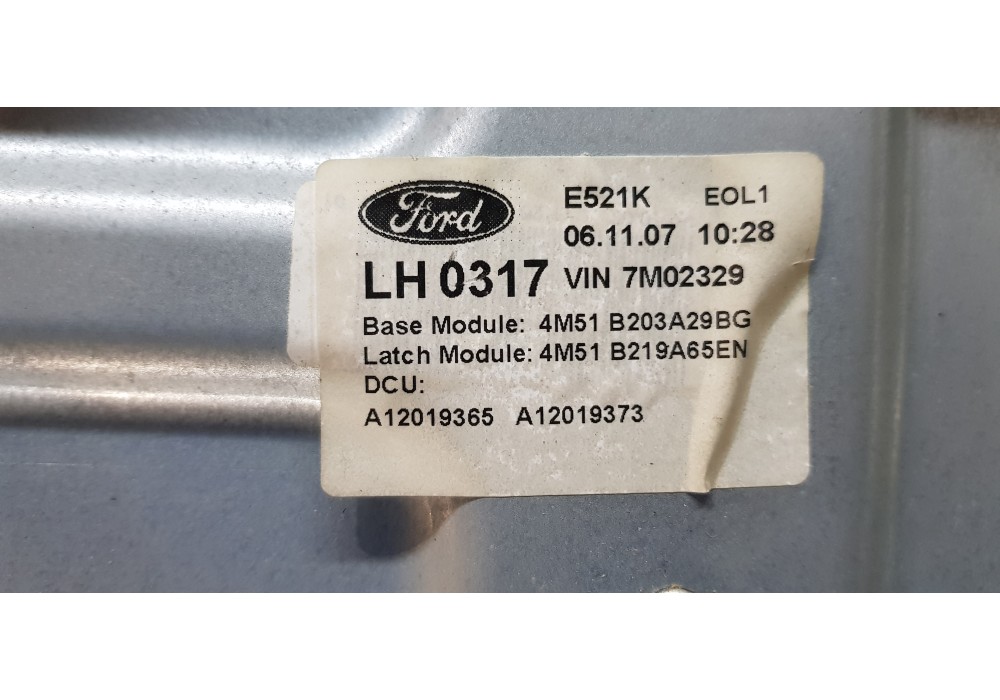 Ford E521K EOL1
06.11.07 10:28
LH 0317 VIN 7M02329
Base Module: 4M51 B203A29BG
Latch Module: 4M51 B219A65EN
DCU:
A12019365 A12019373